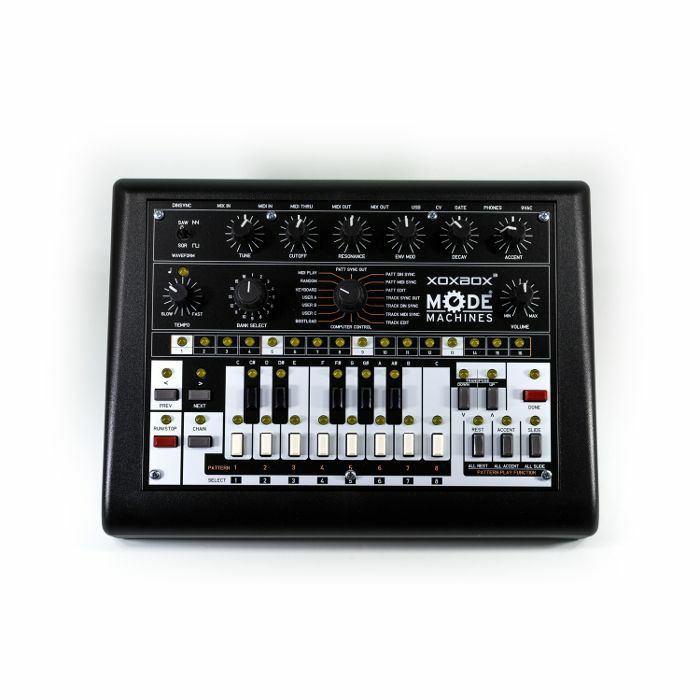 DINSYNC MIX IN MIDI IN MIDI THRU MIDI OUT MIX OUT USB CV GATE PHONES SYNC
SAW
SQR
WAVEFORM
TUNE CUTOFF RESONANCE ENV MOD DECAY ACCENT
SLOW FAST
TEMPO
BANK SELECT
PATT SYNC OUT
MIDI PLAY
RANDOM
KEYBOARD
USER A
USER B
USER C
BOOTLOAD
PATT DIN SYNC
PATT MIDI SYNC
PATT EDIT
TRACK SYNC OUT
TRACK DIN SYNC
TRACK MIDI SYNC
TRACK EDIT
COMPUTER CONTROL
XOXBOX
MODE
MACHINES
MIN MAX
VOLUME
1 2 3 4 5 6 7 8 9 10 11 12 13 14 15 16
C C# D D# E F F# G G# A A# B C
< >
PREV NEXT
TRANSPOSE
DOWN UP
DONE
RUN/STOP CHAIN
REST ACCENT SLIDE
PATTERN 1 2 3 4 5 6 7 8
SELECT 1 2 3 4 5 6 7 8
ALL REST ALL ACCENT ALL SLIDE
PATTERN PLAY FUNCTION